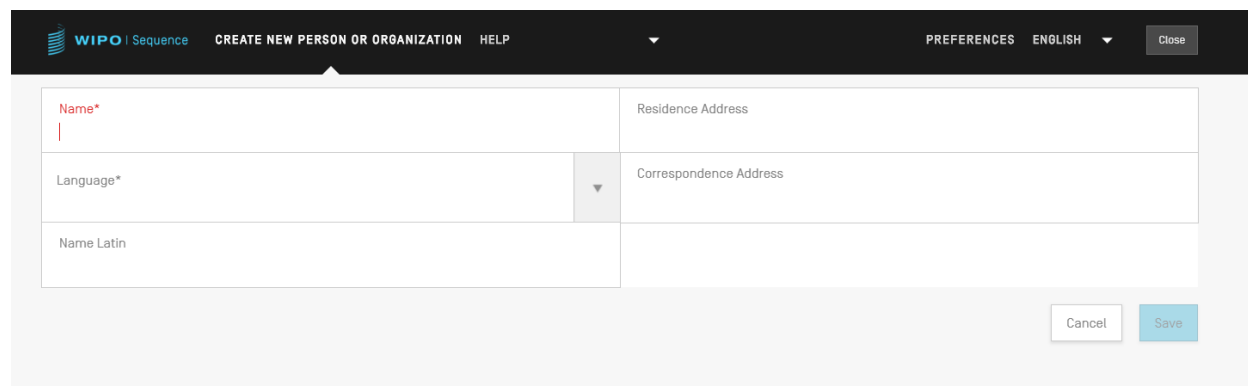 WIPO | Sequence CREATE NEW PERSON OR ORGANIZATION HELP PREFERENCES ENGLISH Close
Name* Residence Address
Language* Correspondence Address
Name Latin
Cancel Save